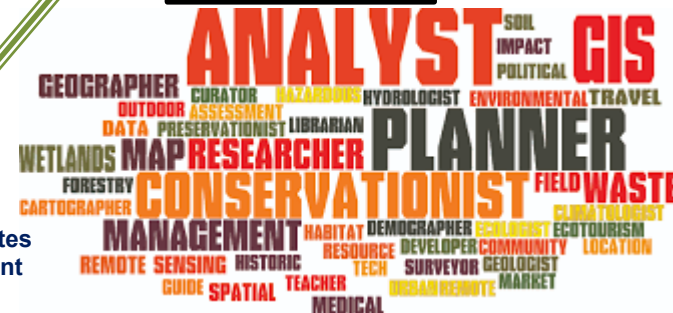 ANALYST SOIL GIS
IMPACT
POLITICAL
GEOGRAPHER CURATOR HAZARDOUS HYDROLOGIST ENVIRONMENTAL TRAVEL
OUTDOOR ASSESSMENT
DATA PRESERVATIONIST LIBRARIAN PLANNER
WETLANDS MAP RESEARCHER
FORESTRY CONSERVATIONIST FIELD WASTE
CARTOGRAPHER CLIMATOLOGIST
MANAGEMENT HABITAT DEMOGRAPHER ECOLOGIST ECOTOURISM
tes
RESOURCE DEVELOPER COMMUNITY LOCATION
nt
REMOTE SENSING HISTORIC TECH SURVEYOR GEOLOGIST
GUIDE SPATIAL TEACHER URBAN REMOTE MARKET
MEDICAL